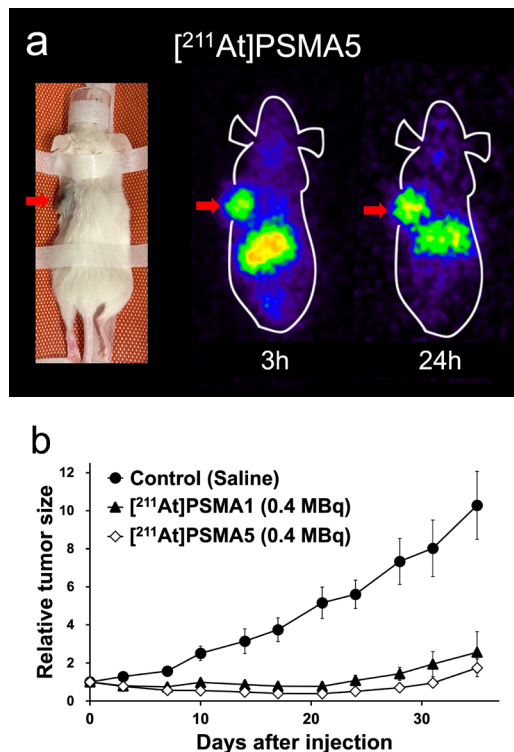 a
[²¹¹At]PSMA5
3h
24h
b
Relative tumor size
12
10
8
6
4
2
0
Control (Saline)
[²¹¹At]PSMA1 (0.4 MBq)
[²¹¹At]PSMA5 (0.4 MBq)
0
10
20
30
Days after injection